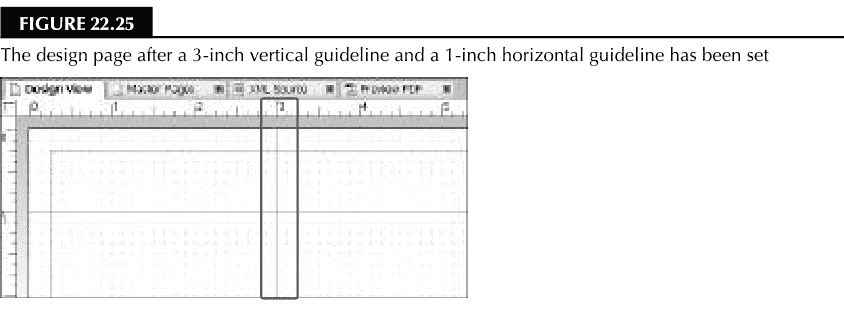 FIGURE 22.25
The design page after a 3-inch vertical guideline and a 1-inch horizontal guideline has been set
Design View Master Pages XML Source Preview PDF
0 1 2 3 4 5